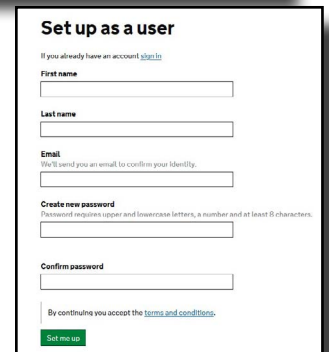 Set up as a user
If you already have an account sign in
First name
Last name
Email
We'll send you an email to confirm your identity.
Create new password
Password requires upper and lowercase letters, a number and at least 8 characters.
Confirm password
By continuing you accept the terms and conditions.
Set me up